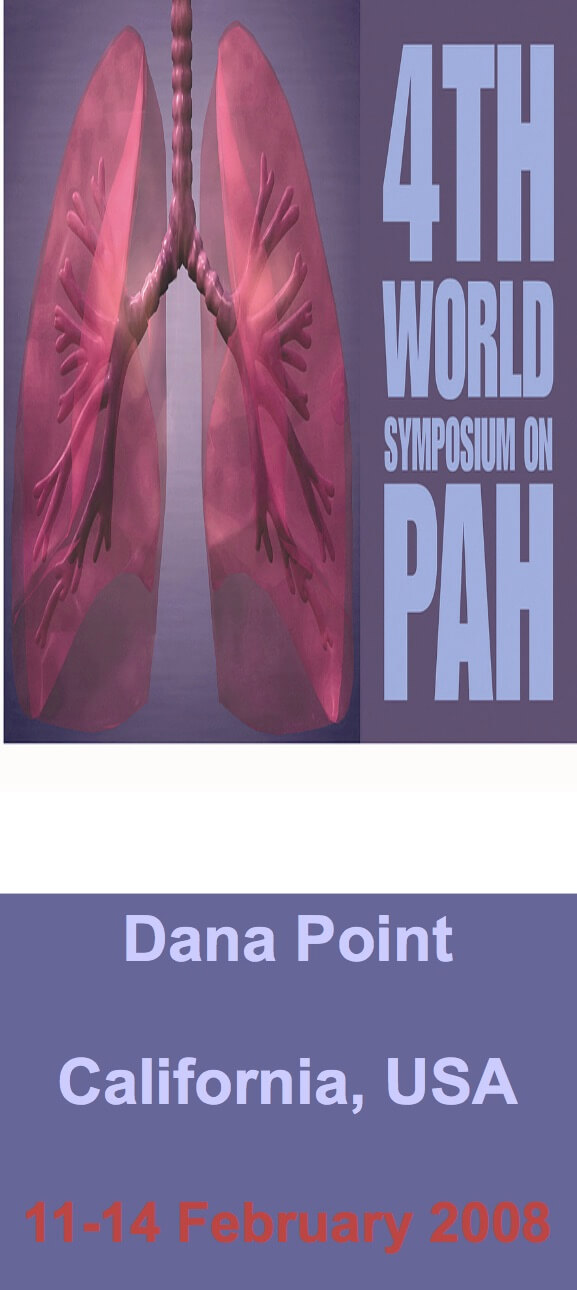 4TH
WORLD
SYMPOSIUM ON
PAH
Dana Point
California, USA
11-14 February 2008